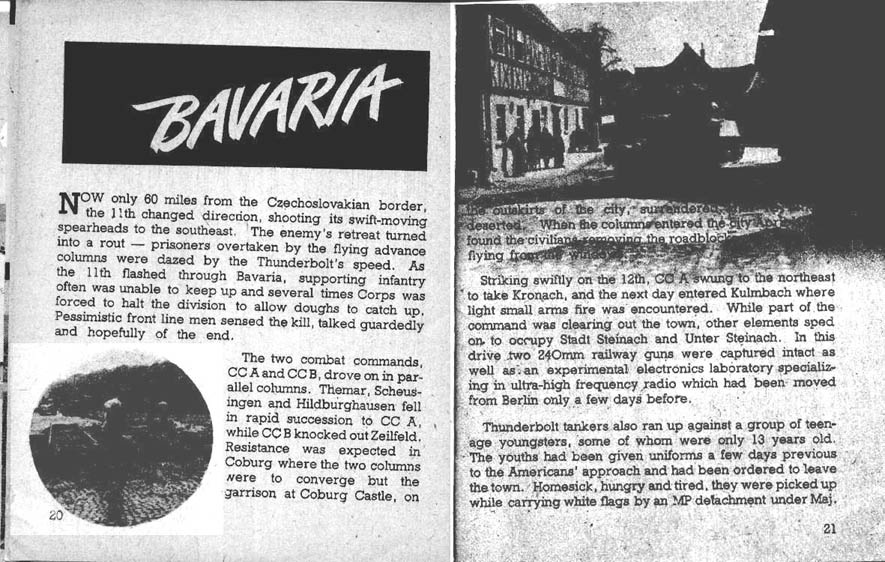 BAVARIA
NOW only 60 miles from the Czechoslovakian border,
the 11th changed direcion, shooting its swift-moving
spearheads to the southeast. The enemy's retreat turned
into a rout — prisoners overtaken by the flying advance
columns were dazed by the Thunderbolt's speed. As
the 11th flashed through Bavaria, supporting infantry
often was unable to keep up and several times Corps was
forced to halt the division to allow doughs to catch up.
Pessimistic front line men sensed the kill, talked guardedly
and hopefully of the end.
The two combat commands,
CC A and CC B, drove on in par-
allel columns. Themar, Scheus-
ingen and Hildburghausen fell
in rapid succession to CC A,
while CC B knocked out Zeilfeld.
Resistance was expected in
Coburg where the two columns
were to converge but the
garrison at Coburg Castle, on
20
the outskirts of the city, surrendered
deserted. When the columns entered the city
found the civilians removing the roadblocks
flying from the windows
Striking swiftly on the 12th, CC A swung to the northeast
to take Kronach, and the next day entered Kulmbach where
light small arms fire was encountered. While part of the
command was clearing out the town, other elements sped
on to occupy Stadt Steinach and Unter Steinach. In this
drive two 240mm railway guns were captured intact as
well as an experimental electronics laboratory specializ-
ing in ultra-high frequency radio which had been moved
from Berlin only a few days before.
Thunderbolt tankers also ran up against a group of teen-
age youngsters, some of whom were only 13 years old.
The youths had been given uniforms a few days previous
to the Americans' approach and had been ordered to leave
the town. Homesick, hungry and tired, they were picked up
while carrying white flags by an MP detachment under Maj.
21